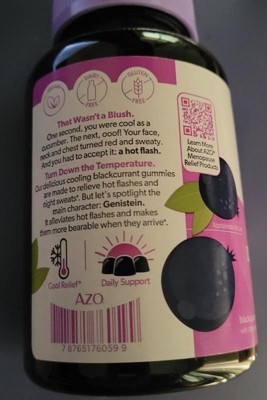 DAIRY
FREE
GLUTEN
FREE
That Wasn't a Blush.
One second, you were cool as a
cucumber. The next, ooof! Your face,
neck and chest turned red and sweaty.
And you had to accept it: a hot flash.
Turn Down the Temperature.
Our delicious cooling blackcurrant gummies
are made to relieve hot flashes and
night sweats*. But let's spotlight the
main character: Genistein.
It alleviates hot flashes and makes
them more bearable when they arrive*.
Learn More
About AZO®
Menopause
Relief Products
Cool Relief™
Daily Support
AZO.
7 87651 76059 9